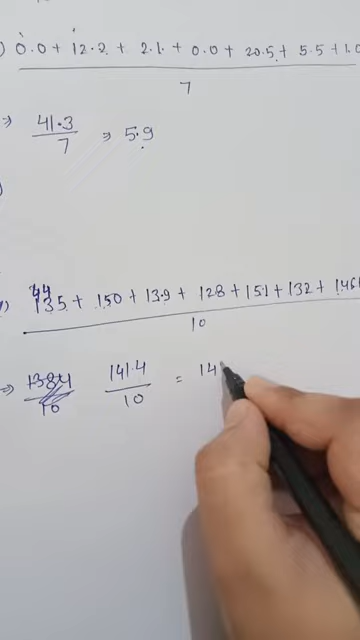 ) 0.0 + 12.2 + 2.1 + 0.0 + 20.5 + 5.5 + 1.0
7
⇒ 41.3 / 7 ⇒ 5.9
) 135 + 150 + 139 + 128 + 151 + 132 + 146
10
⇒ 141.4 / 10 = 14